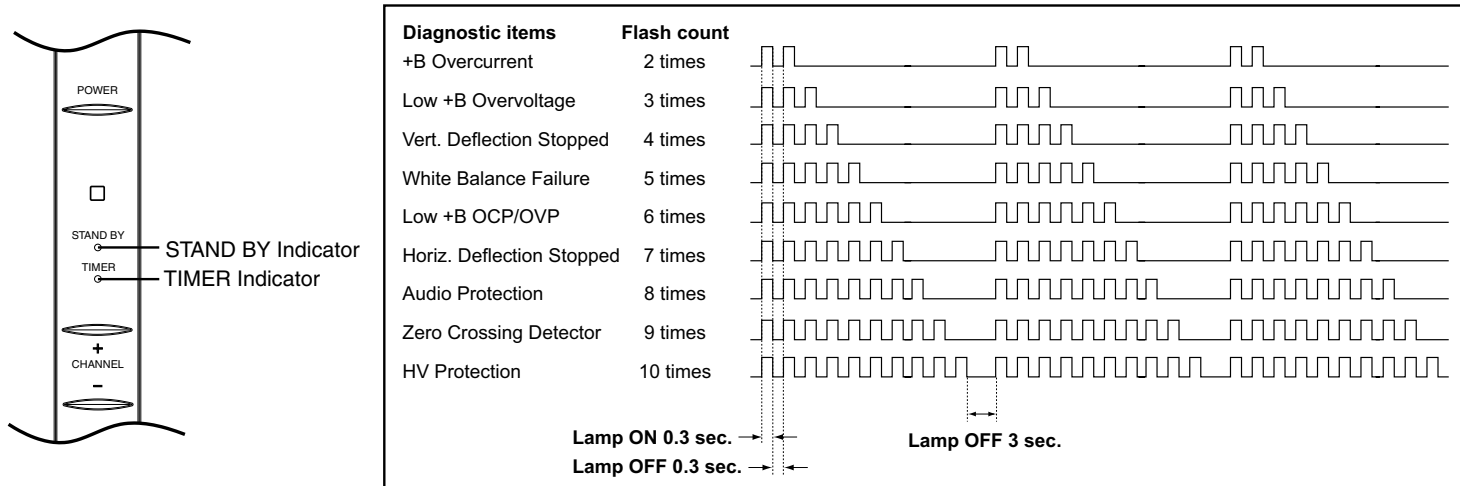 POWER
STAND BY
STAND BY Indicator
TIMER
TIMER Indicator
+
CHANNEL
−
Diagnostic items Flash count
+B Overcurrent 2 times
Low +B Overvoltage 3 times
Vert. Deflection Stopped 4 times
White Balance Failure 5 times
Low +B OCP/OVP 6 times
Horiz. Deflection Stopped 7 times
Audio Protection 8 times
Zero Crossing Detector 9 times
HV Protection 10 times
Lamp ON 0.3 sec.
Lamp OFF 0.3 sec.
Lamp OFF 3 sec.